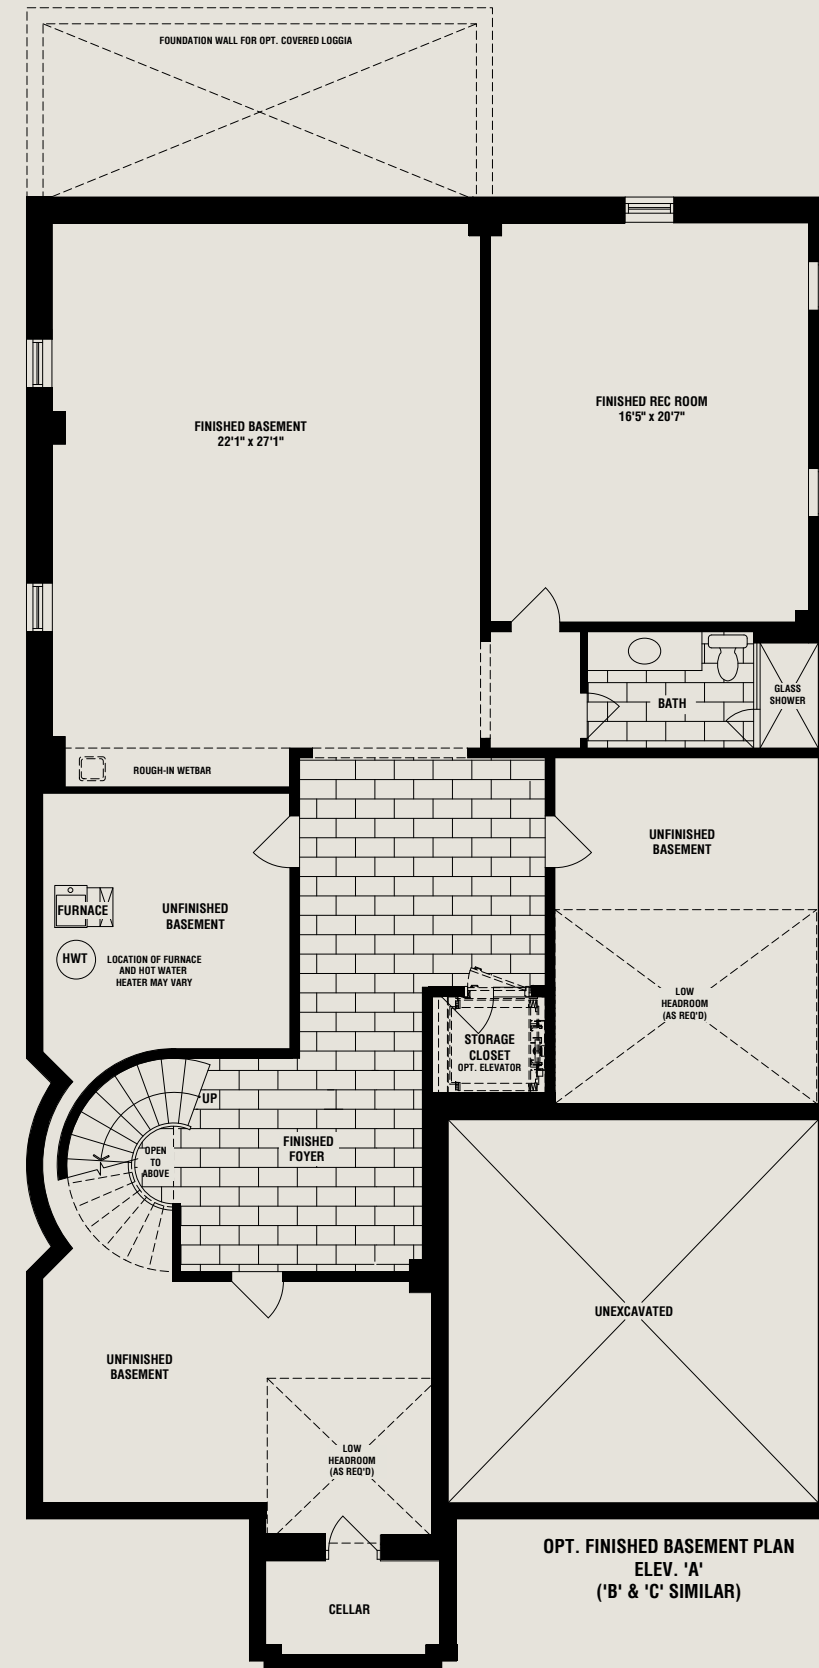 FOUNDATION WALL FOR OPT. COVERED LOGGIA
FINISHED REC ROOM
16'5" x 20'7"
FINISHED BASEMENT
22'1" x 27'1"
GLASS
SHOWER
BATH
ROUGH-IN WETBAR
UNFINISHED
BASEMENT
FURNACE
UNFINISHED
BASEMENT
HWT
LOCATION OF FURNACE
AND HOT WATER
HEATER MAY VARY
LOW
HEADROOM
(AS REQ'D)
STORAGE
CLOSET
OPT. ELEVATOR
UP
FINISHED
FOYER
OPEN
TO
ABOVE
UNEXCAVATED
UNFINISHED
BASEMENT
LOW
HEADROOM
(AS REQ'D)
OPT. FINISHED BASEMENT PLAN
ELEV. 'A'
('B' & 'C' SIMILAR)
CELLAR